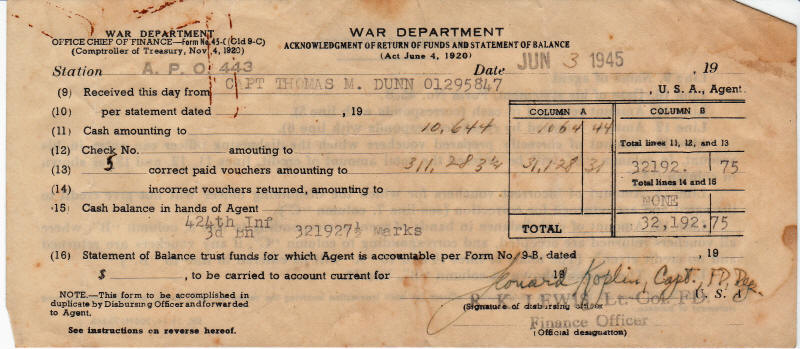 WAR DEPARTMENT
OFFICE CHIEF OF FINANCE—Form No. 45-C (Old 9-C)
(Comptroller of Treasury, Nov. 4, 1920)
WAR DEPARTMENT
ACKNOWLEDGMENT OF RETURN OF FUNDS AND STATEMENT OF BALANCE
(Act June 4, 1920)
Station A.P.O. 443 Date JUN 3 1945, 19
(9) Received this day from CAPT THOMAS M. DUNN 01295847, U. S. A., Agent.
(10) per statement dated , 19
COLUMN A COLUMN B
(11) Cash amounting to 10,644 1064 44
Total lines 11, 12, and 13
(12) Check No. amounting to
(13) 5 correct paid vouchers amounting to 311,283 31,128 31 32192. 75
Total lines 14 and 15
(14) incorrect vouchers returned, amounting to
NONE
15) Cash balance in hands of Agent
424th Inf
3d Bn 321927½ Marks
TOTAL 32,192.75
(16) Statement of Balance trust funds for which Agent is accountable per Form No. 9-B, dated , 19
$ , to be carried to account current for 19
Leonard Koplin, Capt., FD,
R. K. LEWIS, Lt. Col. FD.
U. S. A
(Signature of disbursing officer)
Finance Officer
(Official designation)
NOTE.—This form to be accomplished in
duplicate by Disbursing Officer and forwarded
to Agent.
See instructions on reverse hereof.